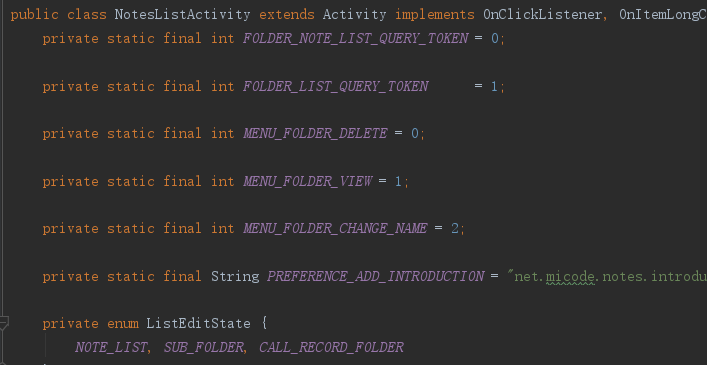 public class NotesListActivity extends Activity implements OnClickListener, OnItemLongC
private static final int FOLDER_NOTE_LIST_QUERY_TOKEN = 0;
private static final int FOLDER_LIST_QUERY_TOKEN = 1;
private static final int MENU_FOLDER_DELETE = 0;
private static final int MENU_FOLDER_VIEW = 1;
private static final int MENU_FOLDER_CHANGE_NAME = 2;
private static final String PREFERENCE_ADD_INTRODUCTION = "net.micode.notes.introdu
private enum ListEditState {
NOTE_LIST, SUB_FOLDER, CALL_RECORD_FOLDER